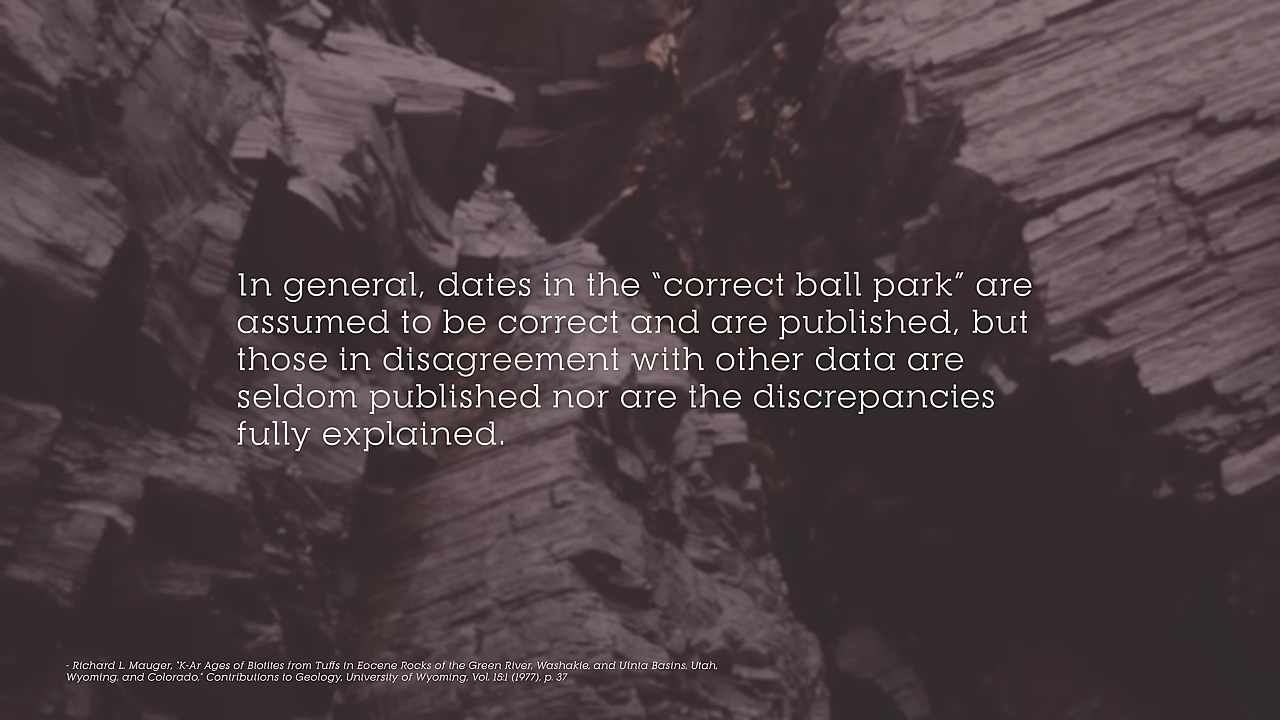 In general, dates in the “correct ball park” are
assumed to be correct and are published, but
those in disagreement with other data are
seldom published nor are the discrepancies
fully explained.
- Richard L. Mauger, "K-Ar Ages of Biotites from Tuffs in Eocene Rocks of the Green River, Washakie, and Uinta Basins, Utah,
Wyoming, and Colorado," Contributions to Geology, University of Wyoming, Vol. 15:1 (1977), p. 37